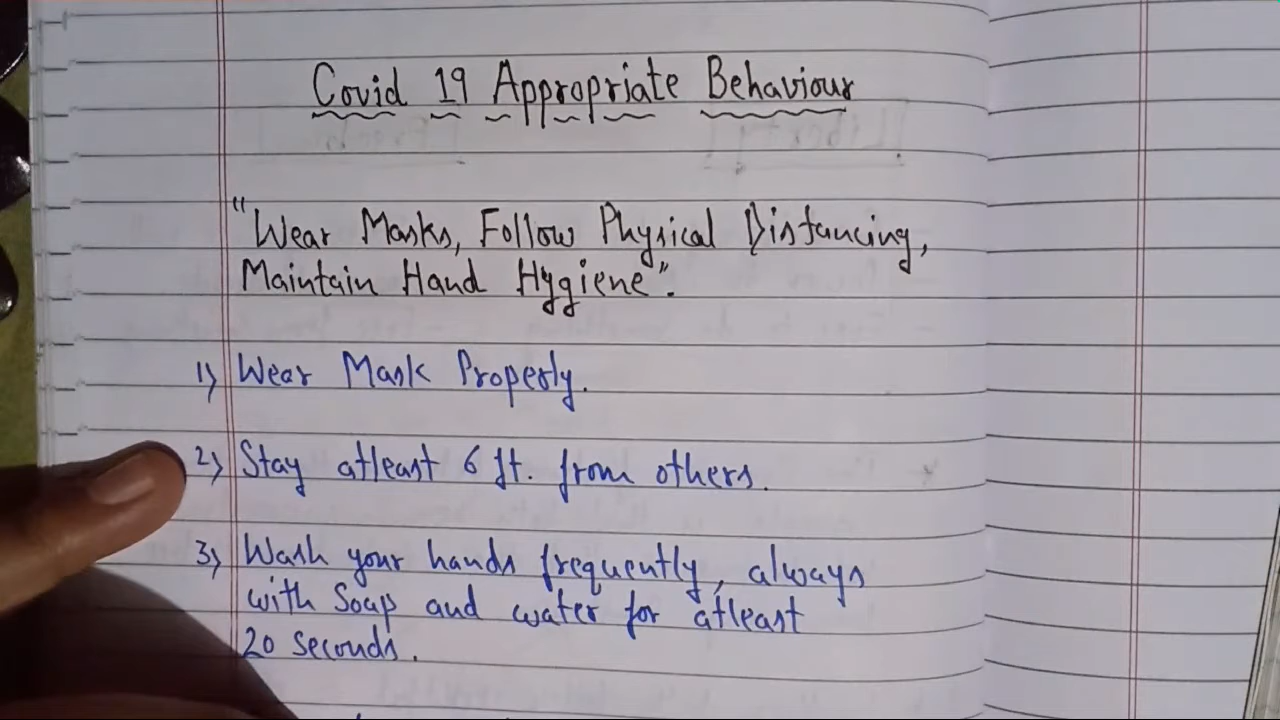 Covid 19 Appropriate Behaviour
"Wear Masks, Follow Physical Distancing,
Maintain Hand Hygiene".
1) Wear Mask Properly.
2) Stay atleast 6 ft. from others.
3) Wash your hands frequently, always
with Soap and water for atleast
20 seconds.